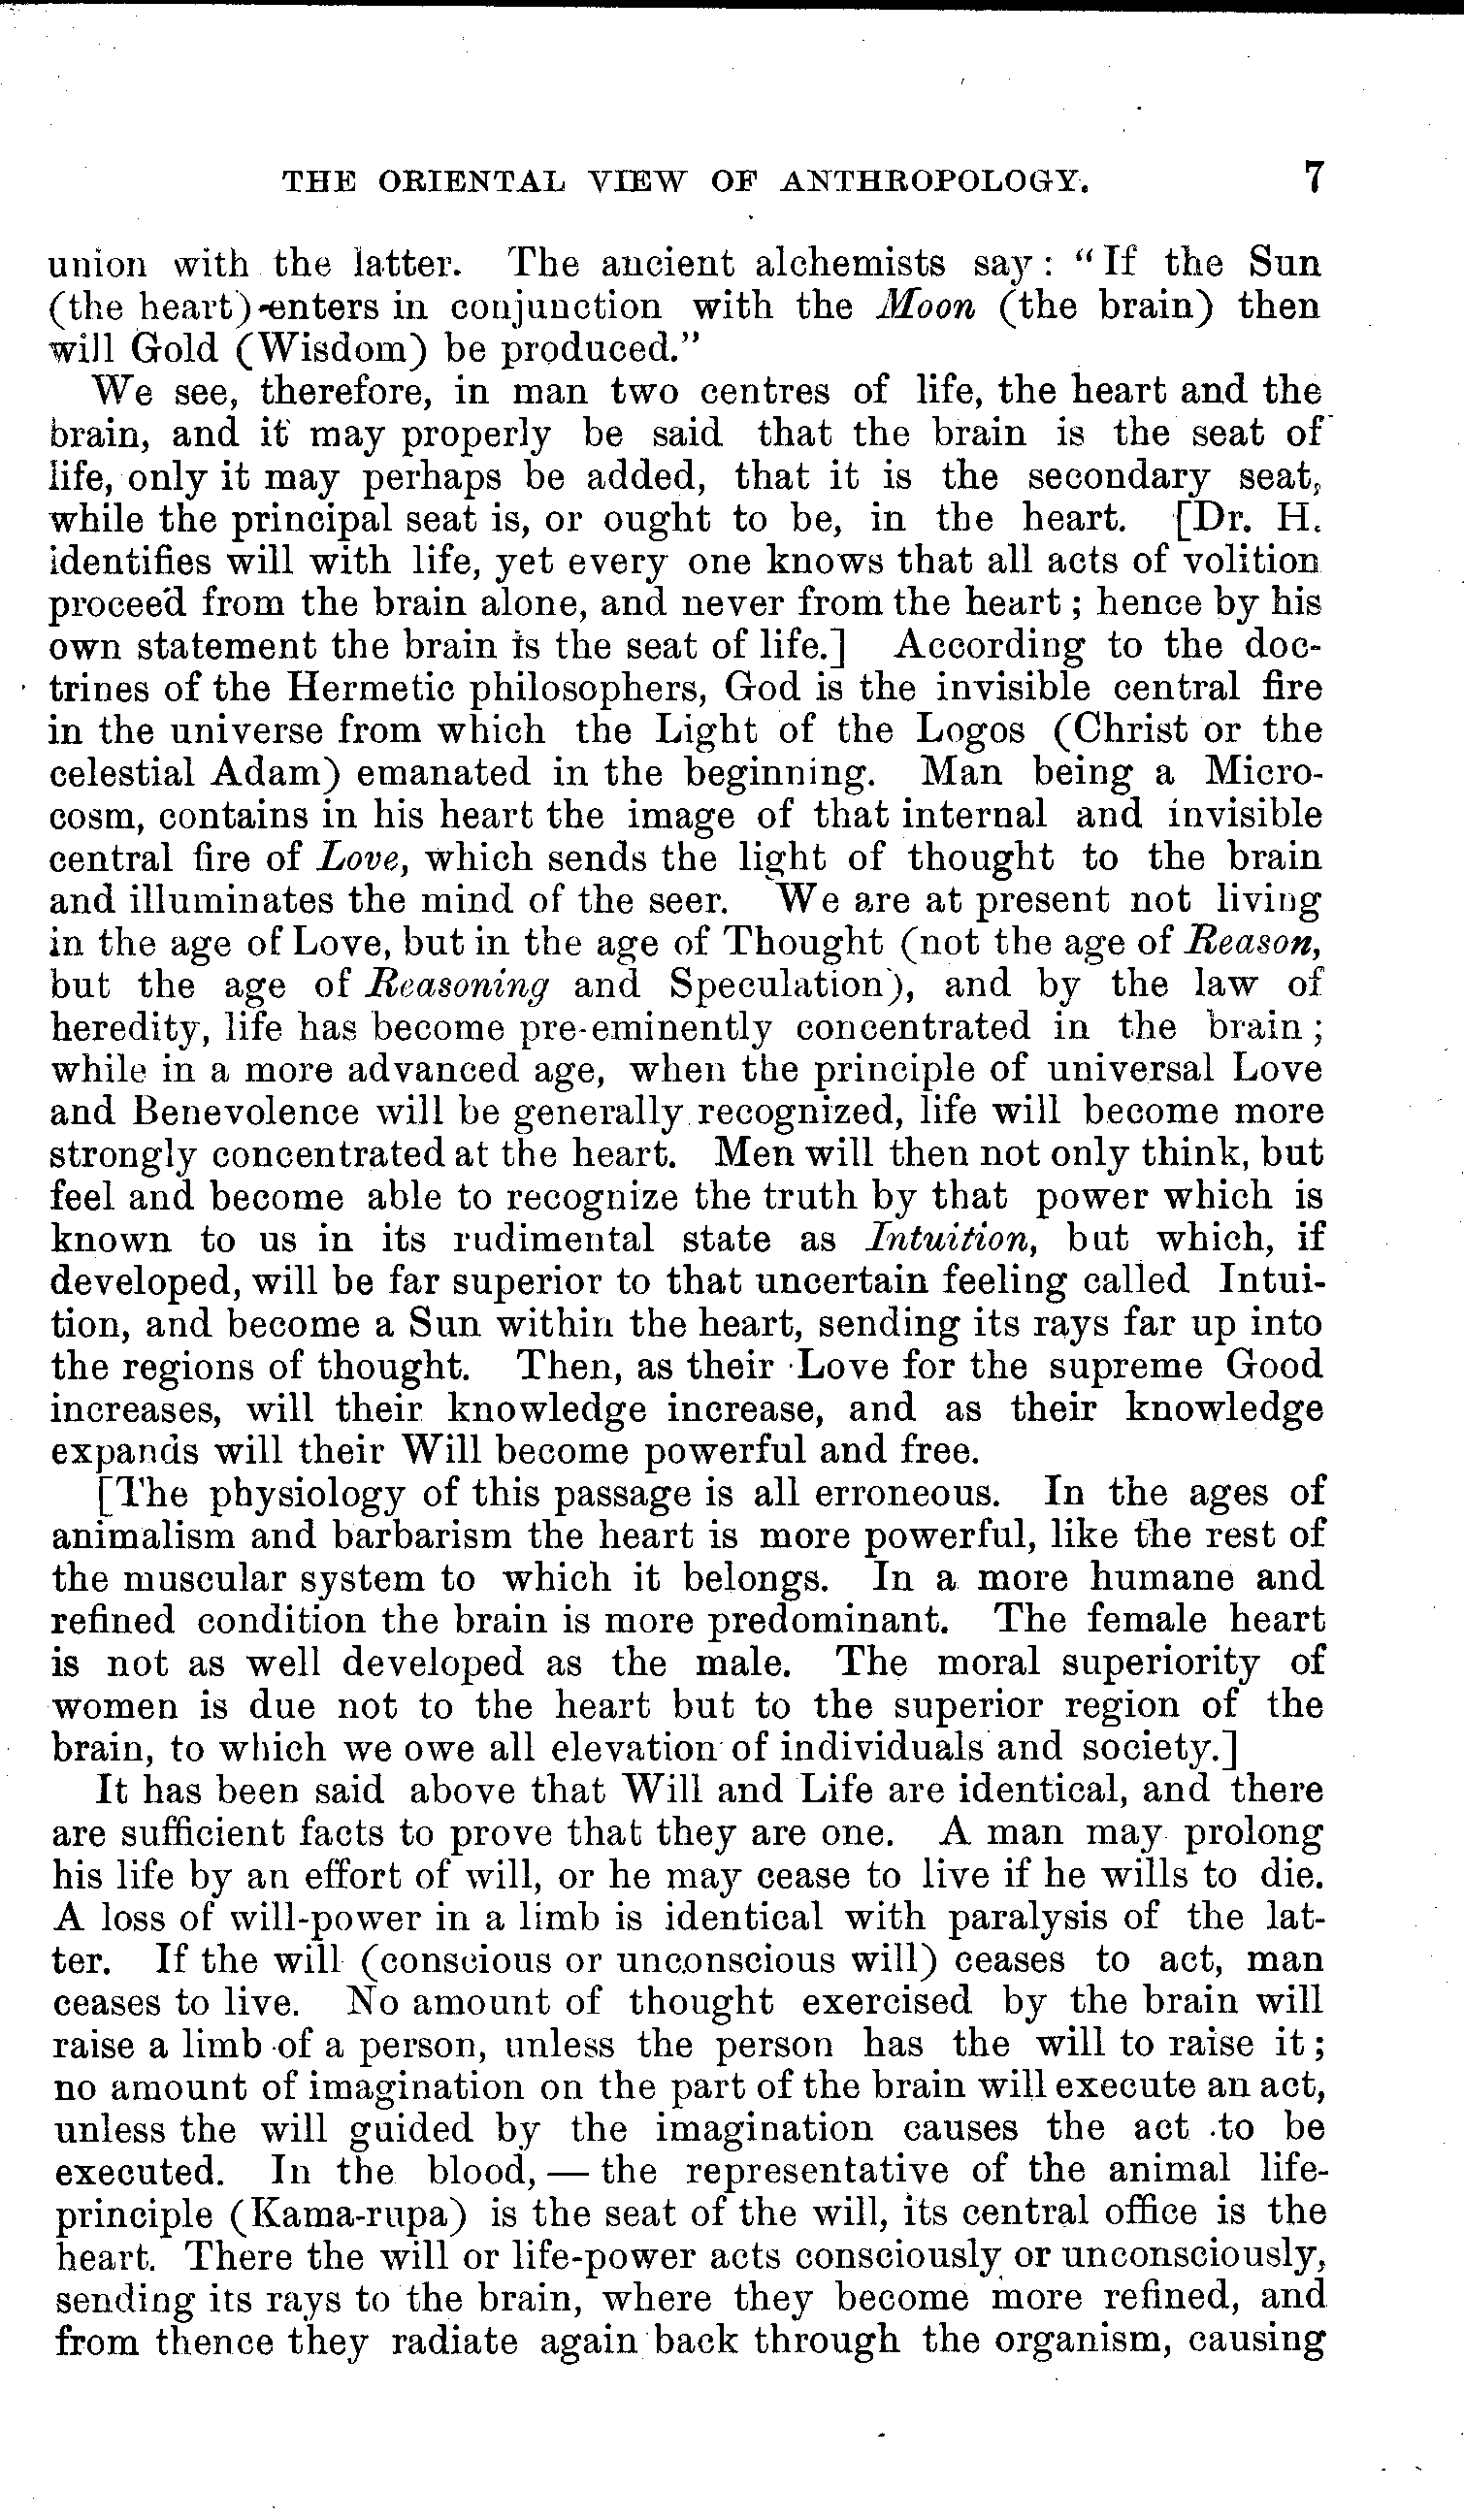 THE ORIENTAL VIEW OF ANTHROPOLOGY. 7
union with the latter. The ancient alchemists say: "If the Sun
(the heart) enters in conjunction with the Moon (the brain) then
will Gold (Wisdom) be produced."
We see, therefore, in man two centres of life, the heart and the
brain, and it may properly be said that the brain is the seat of
life, only it may perhaps be added, that it is the secondary seat,
while the principal seat is, or ought to be, in the heart. [Dr. H.
identifies will with life, yet every one knows that all acts of volition
proceed from the brain alone, and never from the heart; hence by his
own statement the brain is the seat of life.] According to the doc-
trines of the Hermetic philosophers, God is the invisible central fire
in the universe from which the Light of the Logos (Christ or the
celestial Adam) emanated in the beginning. Man being a Micro-
cosm, contains in his heart the image of that internal and invisible
central fire of Love, which sends the light of thought to the brain
and illuminates the mind of the seer. We are at present not living
in the age of Love, but in the age of Thought (not the age of Reason,
but the age of Reasoning and Speculation), and by the law of
heredity, life has become pre-eminently concentrated in the brain;
while in a more advanced age, when the principle of universal Love
and Benevolence will be generally recognized, life will become more
strongly concentrated at the heart. Men will then not only think, but
feel and become able to recognize the truth by that power which is
known to us in its rudimental state as Intuition, but which, if
developed, will be far superior to that uncertain feeling called Intui-
tion, and become a Sun within the heart, sending its rays far up into
the regions of thought. Then, as their Love for the supreme Good
increases, will their knowledge increase, and as their knowledge
expands will their Will become powerful and free.
[The physiology of this passage is all erroneous. In the ages of
animalism and barbarism the heart is more powerful, like the rest of
the muscular system to which it belongs. In a more humane and
refined condition the brain is more predominant. The female heart
is not as well developed as the male. The moral superiority of
women is due not to the heart but to the superior region of the
brain, to which we owe all elevation of individuals and society.]
It has been said above that Will and Life are identical, and there
are sufficient facts to prove that they are one. A man may prolong
his life by an effort of will, or he may cease to live if he wills to die.
A loss of will-power in a limb is identical with paralysis of the lat-
ter. If the will (conscious or unconscious will) ceases to act, man
ceases to live. No amount of thought exercised by the brain will
raise a limb of a person, unless the person has the will to raise it;
no amount of imagination on the part of the brain will execute an act,
unless the will guided by the imagination causes the act to be
executed. In the blood,—the representative of the animal life-
principle (Kama-rupa) is the seat of the will, its central office is the
heart. There the will or life-power acts consciously or unconsciously,
sending its rays to the brain, where they become more refined, and
from thence they radiate again back through the organism, causing